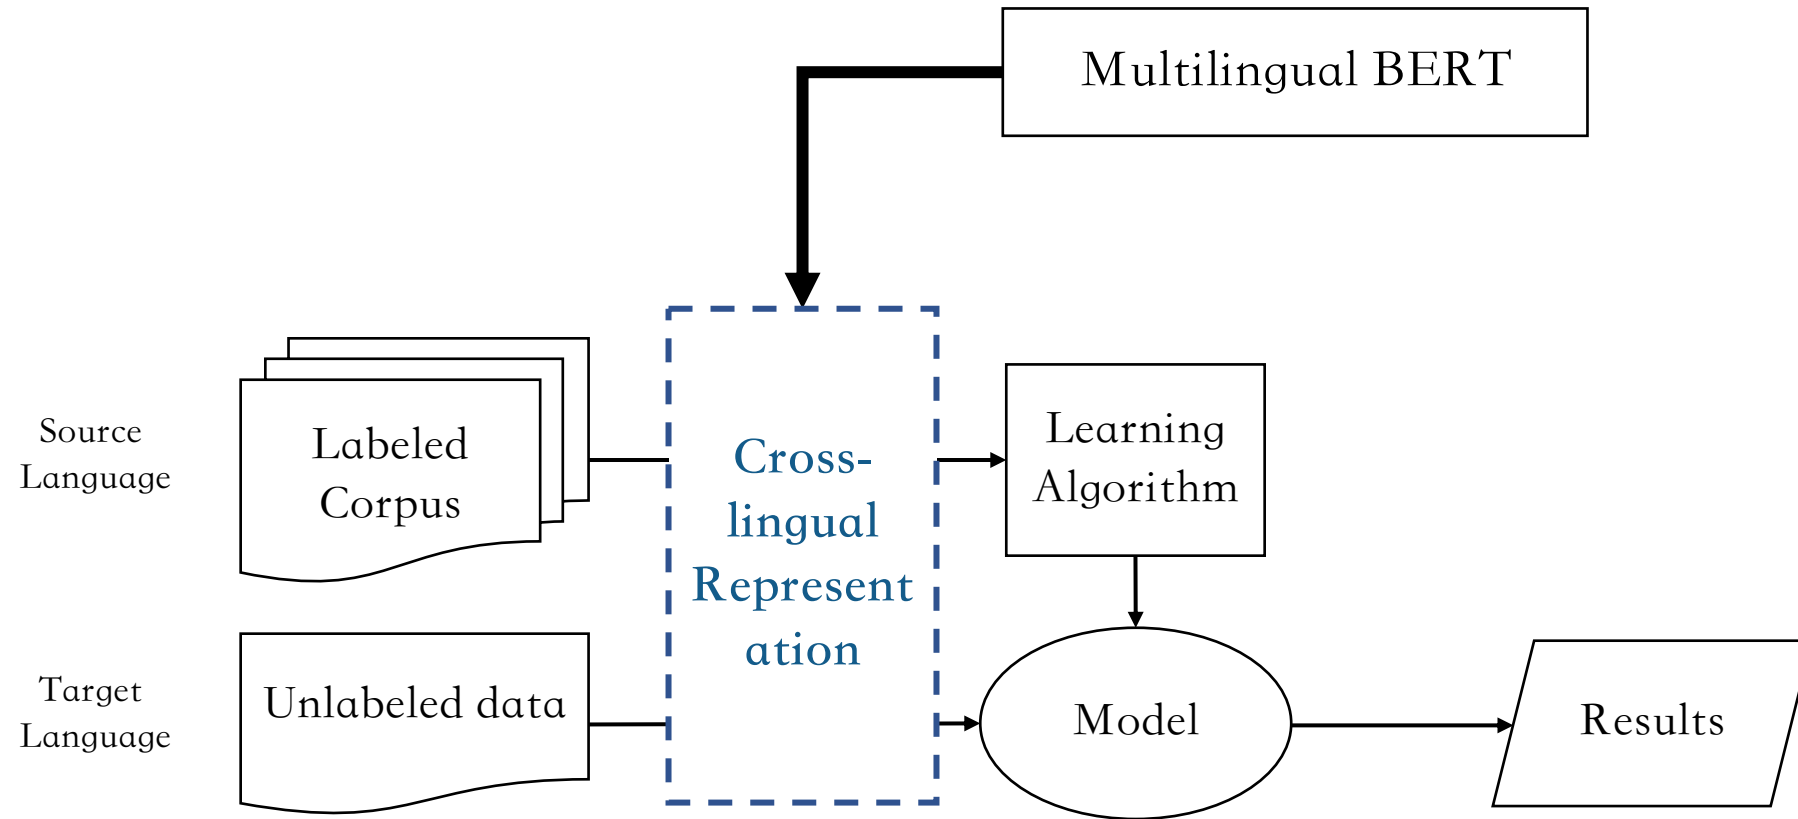 Multilingual BERT
Source
Language
Labeled
Corpus
Cross-
lingual
Represent
ation
Learning
Algorithm
Target
Language
Unlabeled data
Model
Results